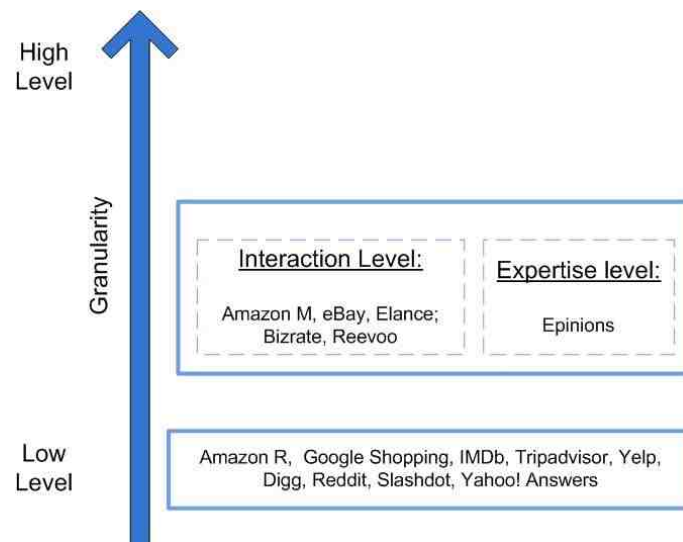 High
Level
Granularity
Interaction Level:
Amazon M, eBay, Elance;
Bizrate, Reevoo
Expertise level:
Epinions
Low
Level
Amazon R, Google Shopping, IMDb, Tripadvisor, Yelp,
Digg, Reddit, Slashdot, Yahoo! Answers